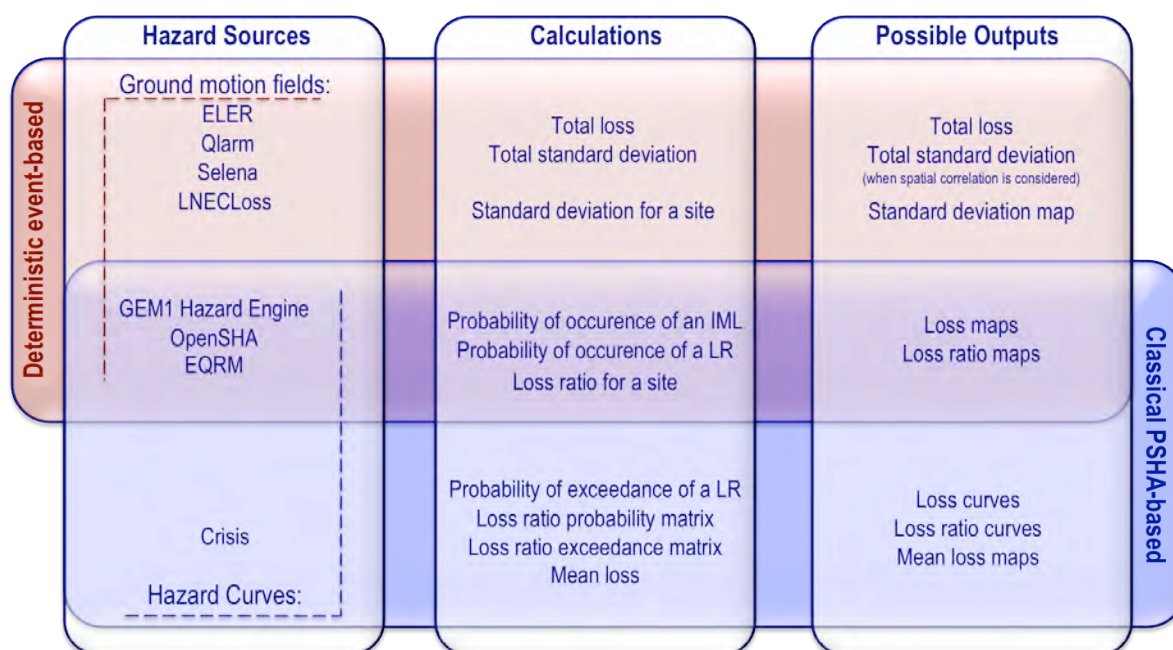 Hazard Sources
Calculations
Possible Outputs
Deterministic event-based
Ground motion fields:
ELER
Qlarm
Selena
LNECLoss
Total loss
Total standard deviation
Standard deviation for a site
Total loss
Total standard deviation
(when spatial correlation is considered)
Standard deviation map
GEM1 Hazard Engine
OpenSHA
EQRM
Probability of occurence of an IML
Probability of occurence of a LR
Loss ratio for a site
Loss maps
Loss ratio maps
Classical PSHA-based
Crisis
Hazard Curves:
Probability of exceedance of a LR
Loss ratio probability matrix
Loss ratio exceedance matrix
Mean loss
Loss curves
Loss ratio curves
Mean loss maps